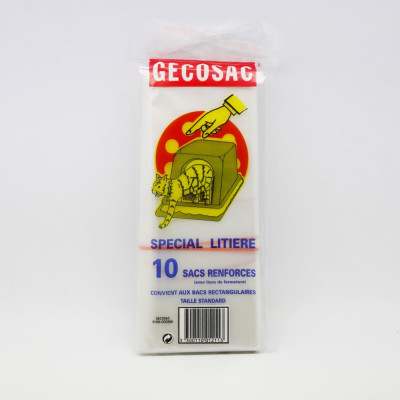 GECOSAC
SPECIAL LITIERE
10 SACS RENFORCES
(avec liens de fermeture)
CONVIENT AUX BACS RECTANGULAIRES
TAILLE STANDARD